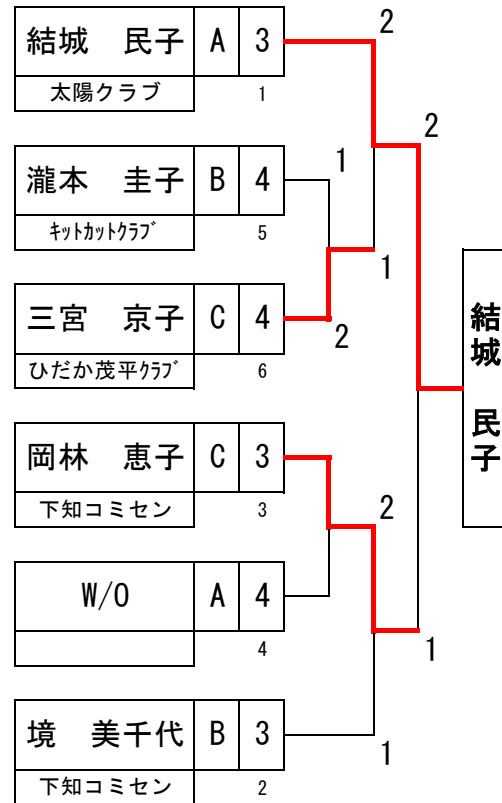 結城 民子 A 3
太陽クラブ 1
2
2
瀧本 圭子 B 4
キットカットクラブ 5
1
1
三宮 京子 C 4
ひだか茂平クラブ 6
2
結城 民子
岡林 恵子 C 3
下知コミセン 3
2
W/O A 4
4
1
境 美千代 B 3
下知コミセン 2
1